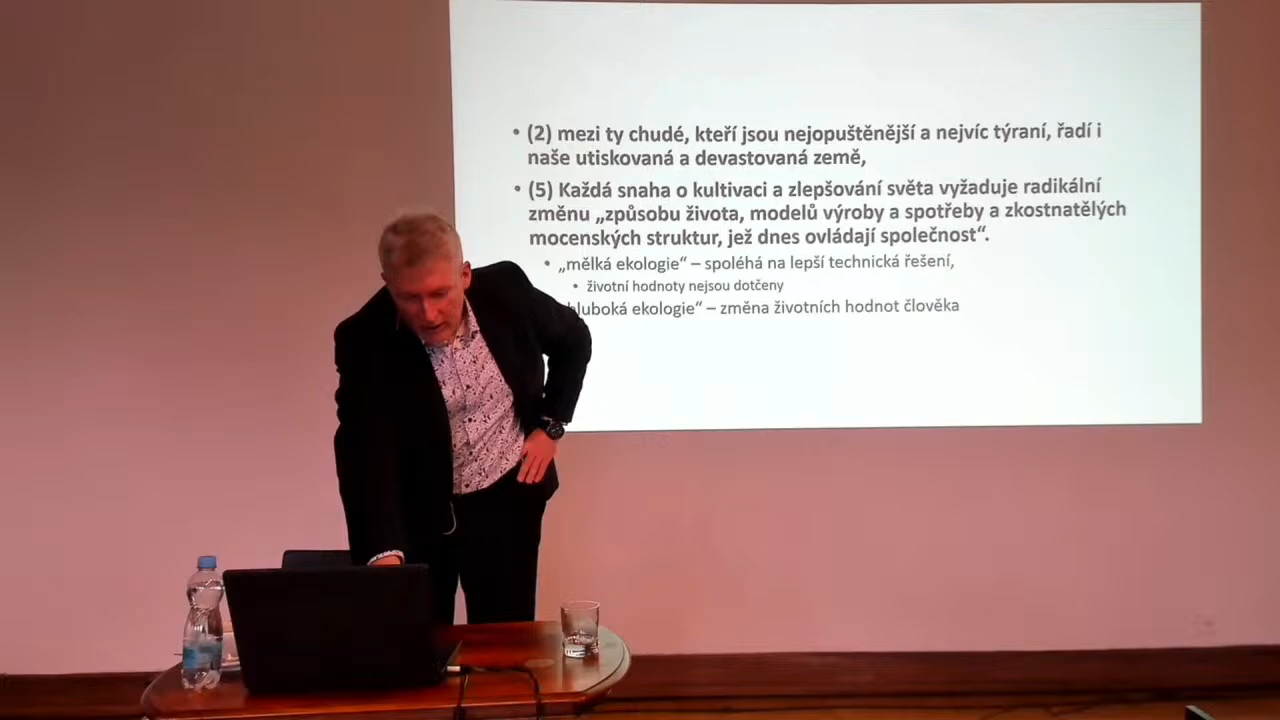 • (2) mezi ty chudé, kteří jsou nejopuštěnější a nejvíc týraní, řadí i
naše utiskovaná a devastovaná země,
• (5) Každá snaha o kultivaci a zlepšování světa vyžaduje radikální
změnu „způsobu života, modelů výroby a spotřeby a zkostnatělých
mocenských struktur, jež dnes ovládají společnost“.
• „mělká ekologie“ – spoléhá na lepší technická řešení,
• životní hodnoty nejsou dotčeny
hluboká ekologie“ – změna životních hodnot člověka